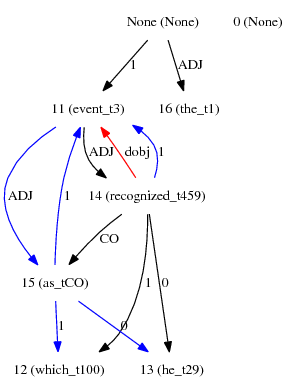 None (None) 0 (None)
1 ADJ
11 (event_t3) 16 (the_t1)
ADJ dobj 1
ADJ 1 14 (recognized_t459)
CO
15 (as_tCO) 1 0
1 0
12 (which_t100) 13 (he_t29)